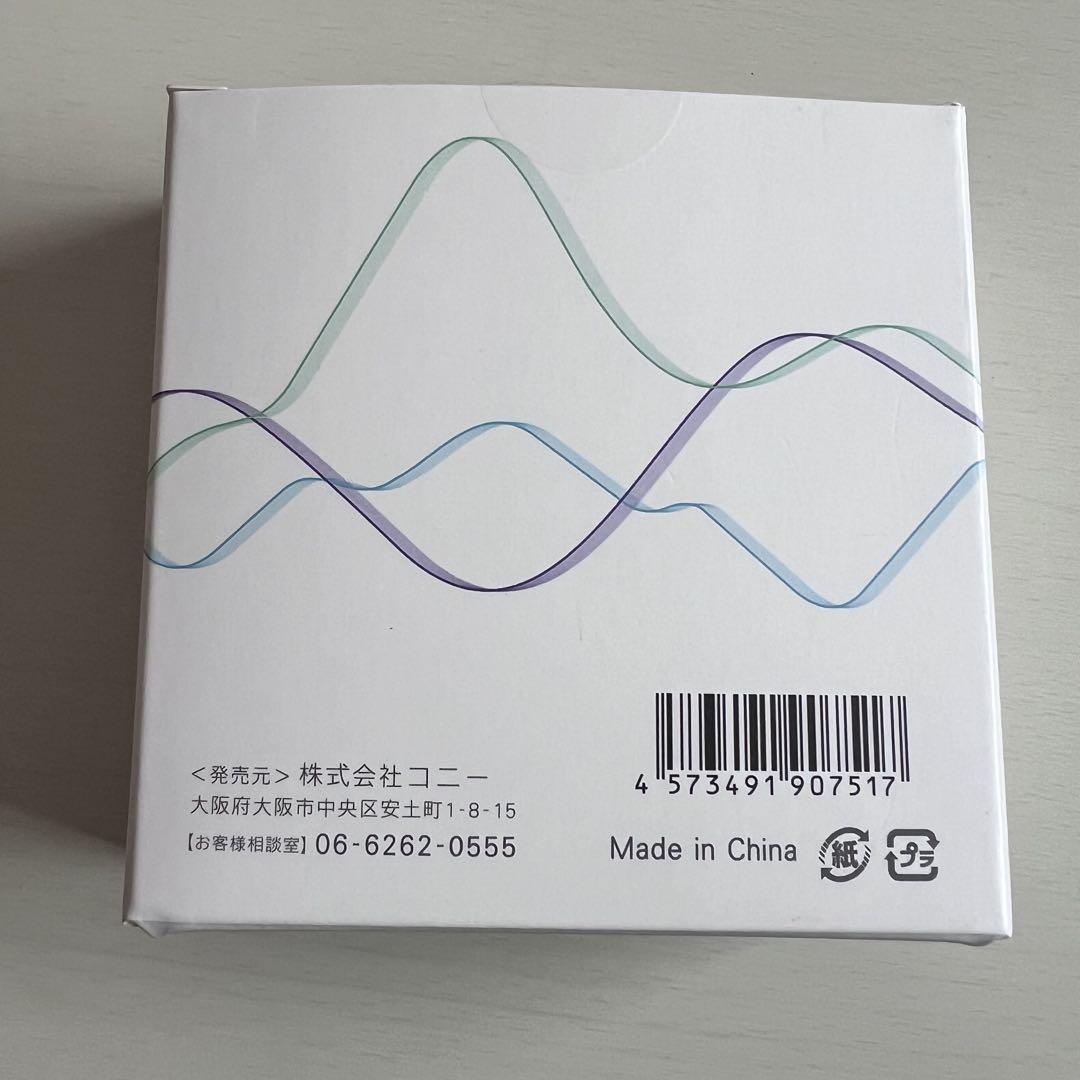 <発売元> 株式会社コニー
大阪府大阪市中央区安土町1-8-15
【お客様相談室】06-6262-0555
4 573491 907517
Made in China
紙
プラ